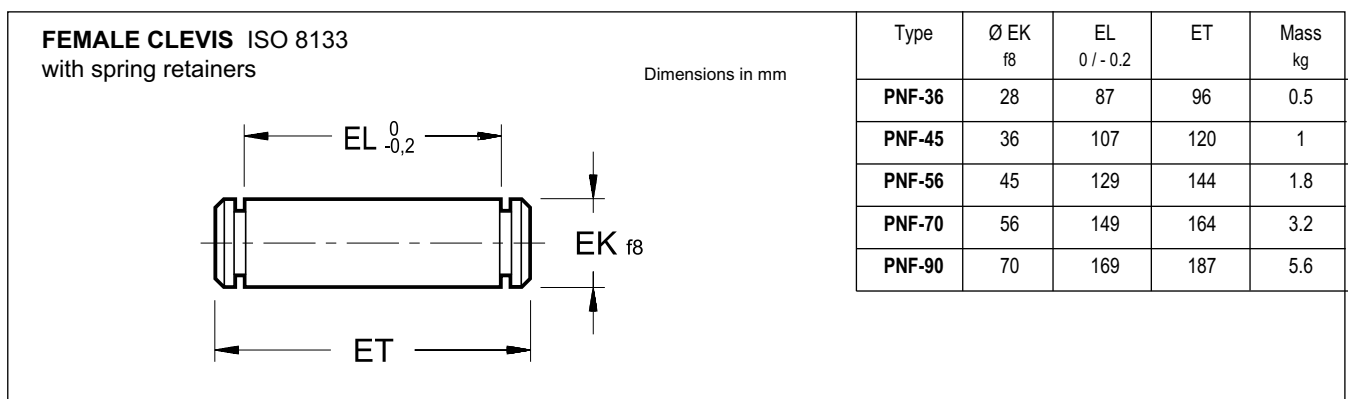 FEMALE CLEVIS ISO 8133
with spring retainers
Dimensions in mm
EL 0 -0,2
EK f8
ET
Type Ø EK f8 EL 0 / - 0.2 ET Mass kg
PNF-36 28 87 96 0.5
PNF-45 36 107 120 1
PNF-56 45 129 144 1.8
PNF-70 56 149 164 3.2
PNF-90 70 169 187 5.6